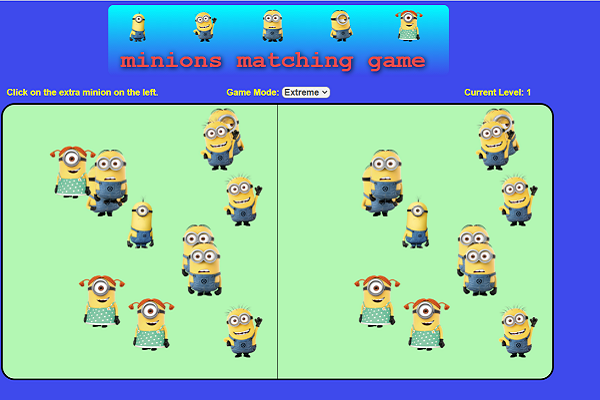 minions matching game
Click on the extra minion on the left.
Game Mode: Extreme
Current Level: 1